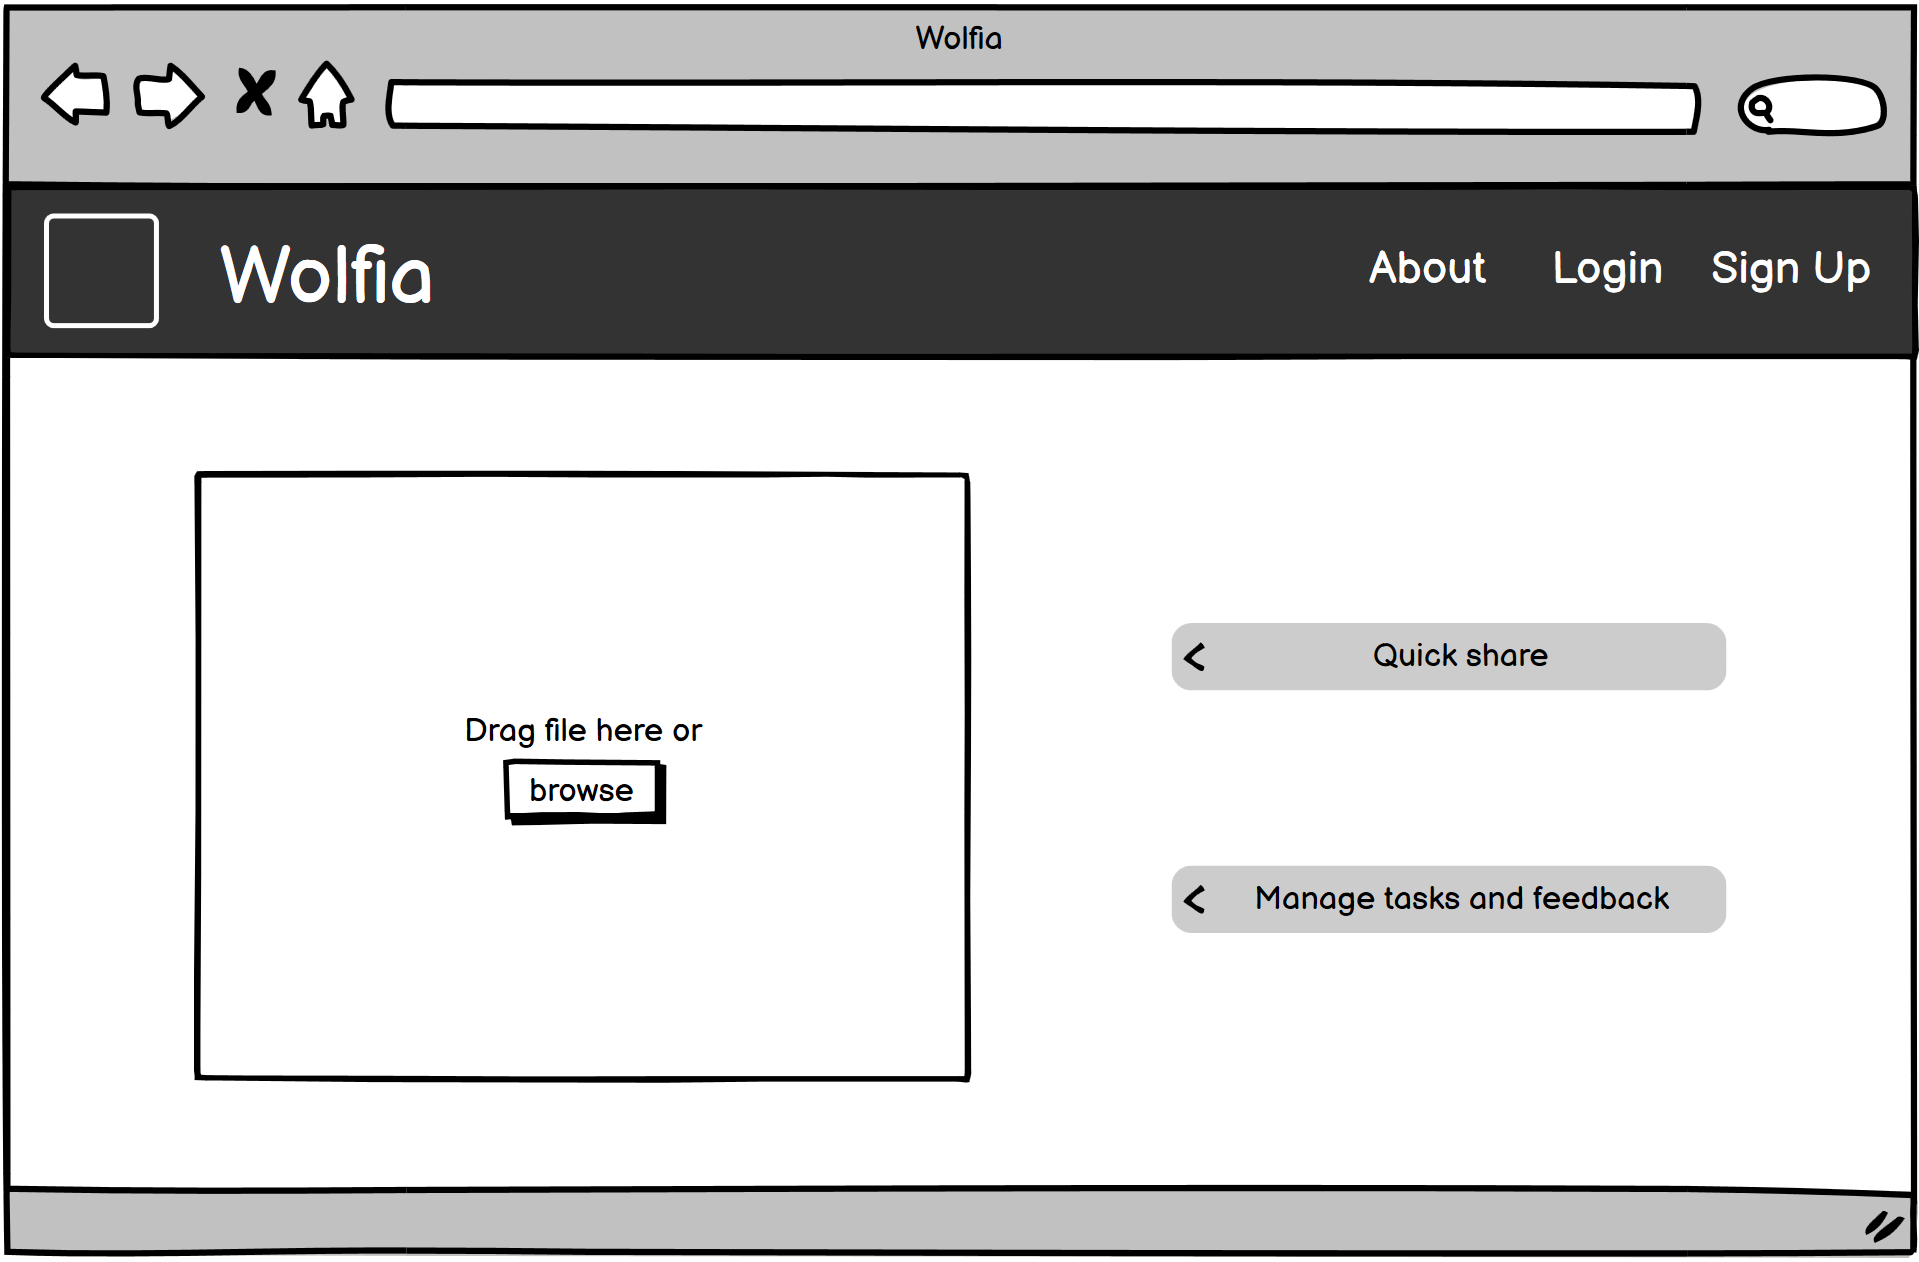 Wolfia
Wolfia
About
Login
Sign Up
Drag file here or
browse
Quick share
Manage tasks and feedback